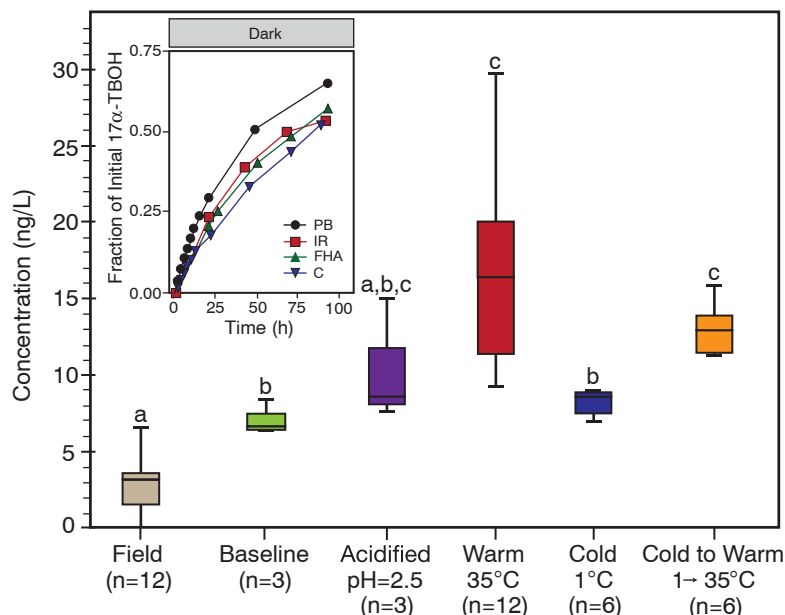 Dark
Fraction of Initial 17α-TBOH
0.75
0.50
0.25
0.00
0
25
50
75
100
Time (h)
PB
IR
FHA
C
Concentration (ng/L)
30
25
20
15
10
5
0
a
b
a,b,c
c
b
c
Field
(n=12)
Baseline
(n=3)
Acidified
pH=2.5
(n=3)
Warm
35°C
(n=12)
Cold
1°C
(n=6)
Cold to Warm
1→ 35°C
(n=6)